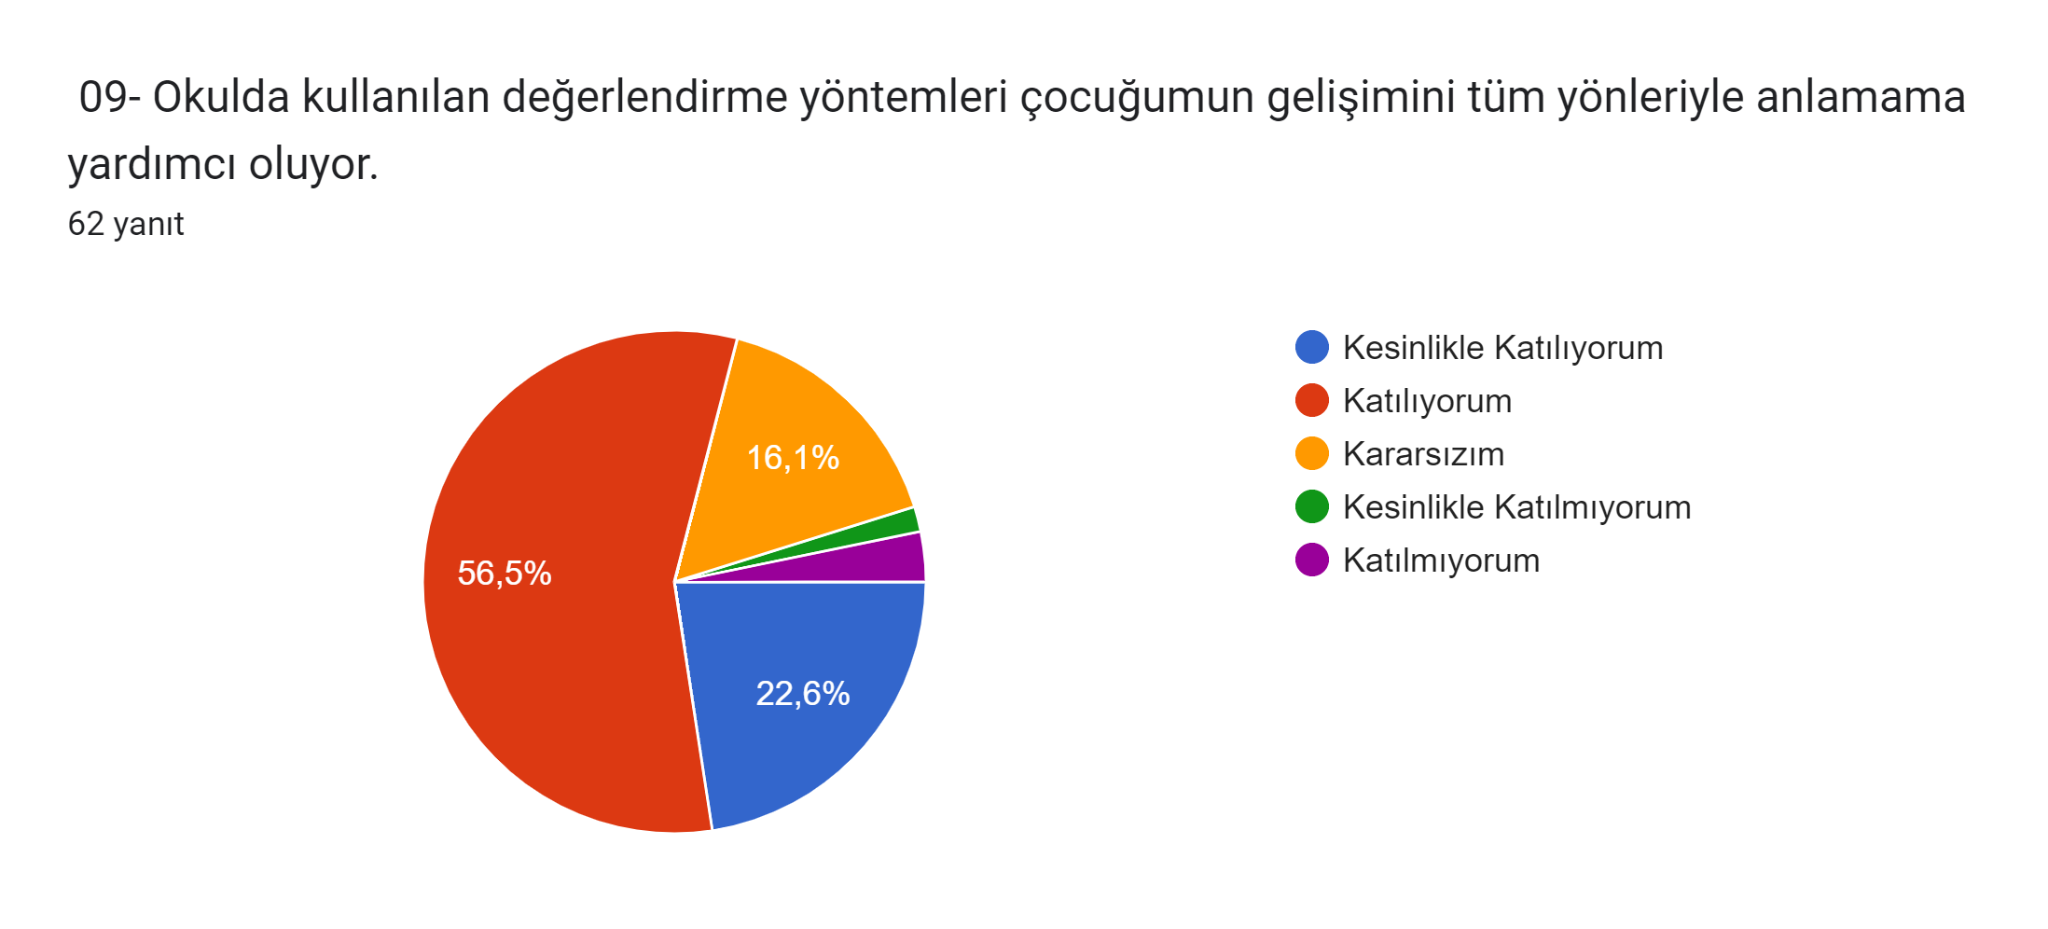 09- Okulda kullanılan değerlendirme yöntemleri çocuğumun gelişimini tüm yönleriyle anlamama
yardımcı oluyor.
62 yanıt
Kesinlikle Katılıyorum
Katılıyorum
Kararsızım
Kesinlikle Katılmıyorum
Katılmıyorum
16,1%
56,5%
22,6%